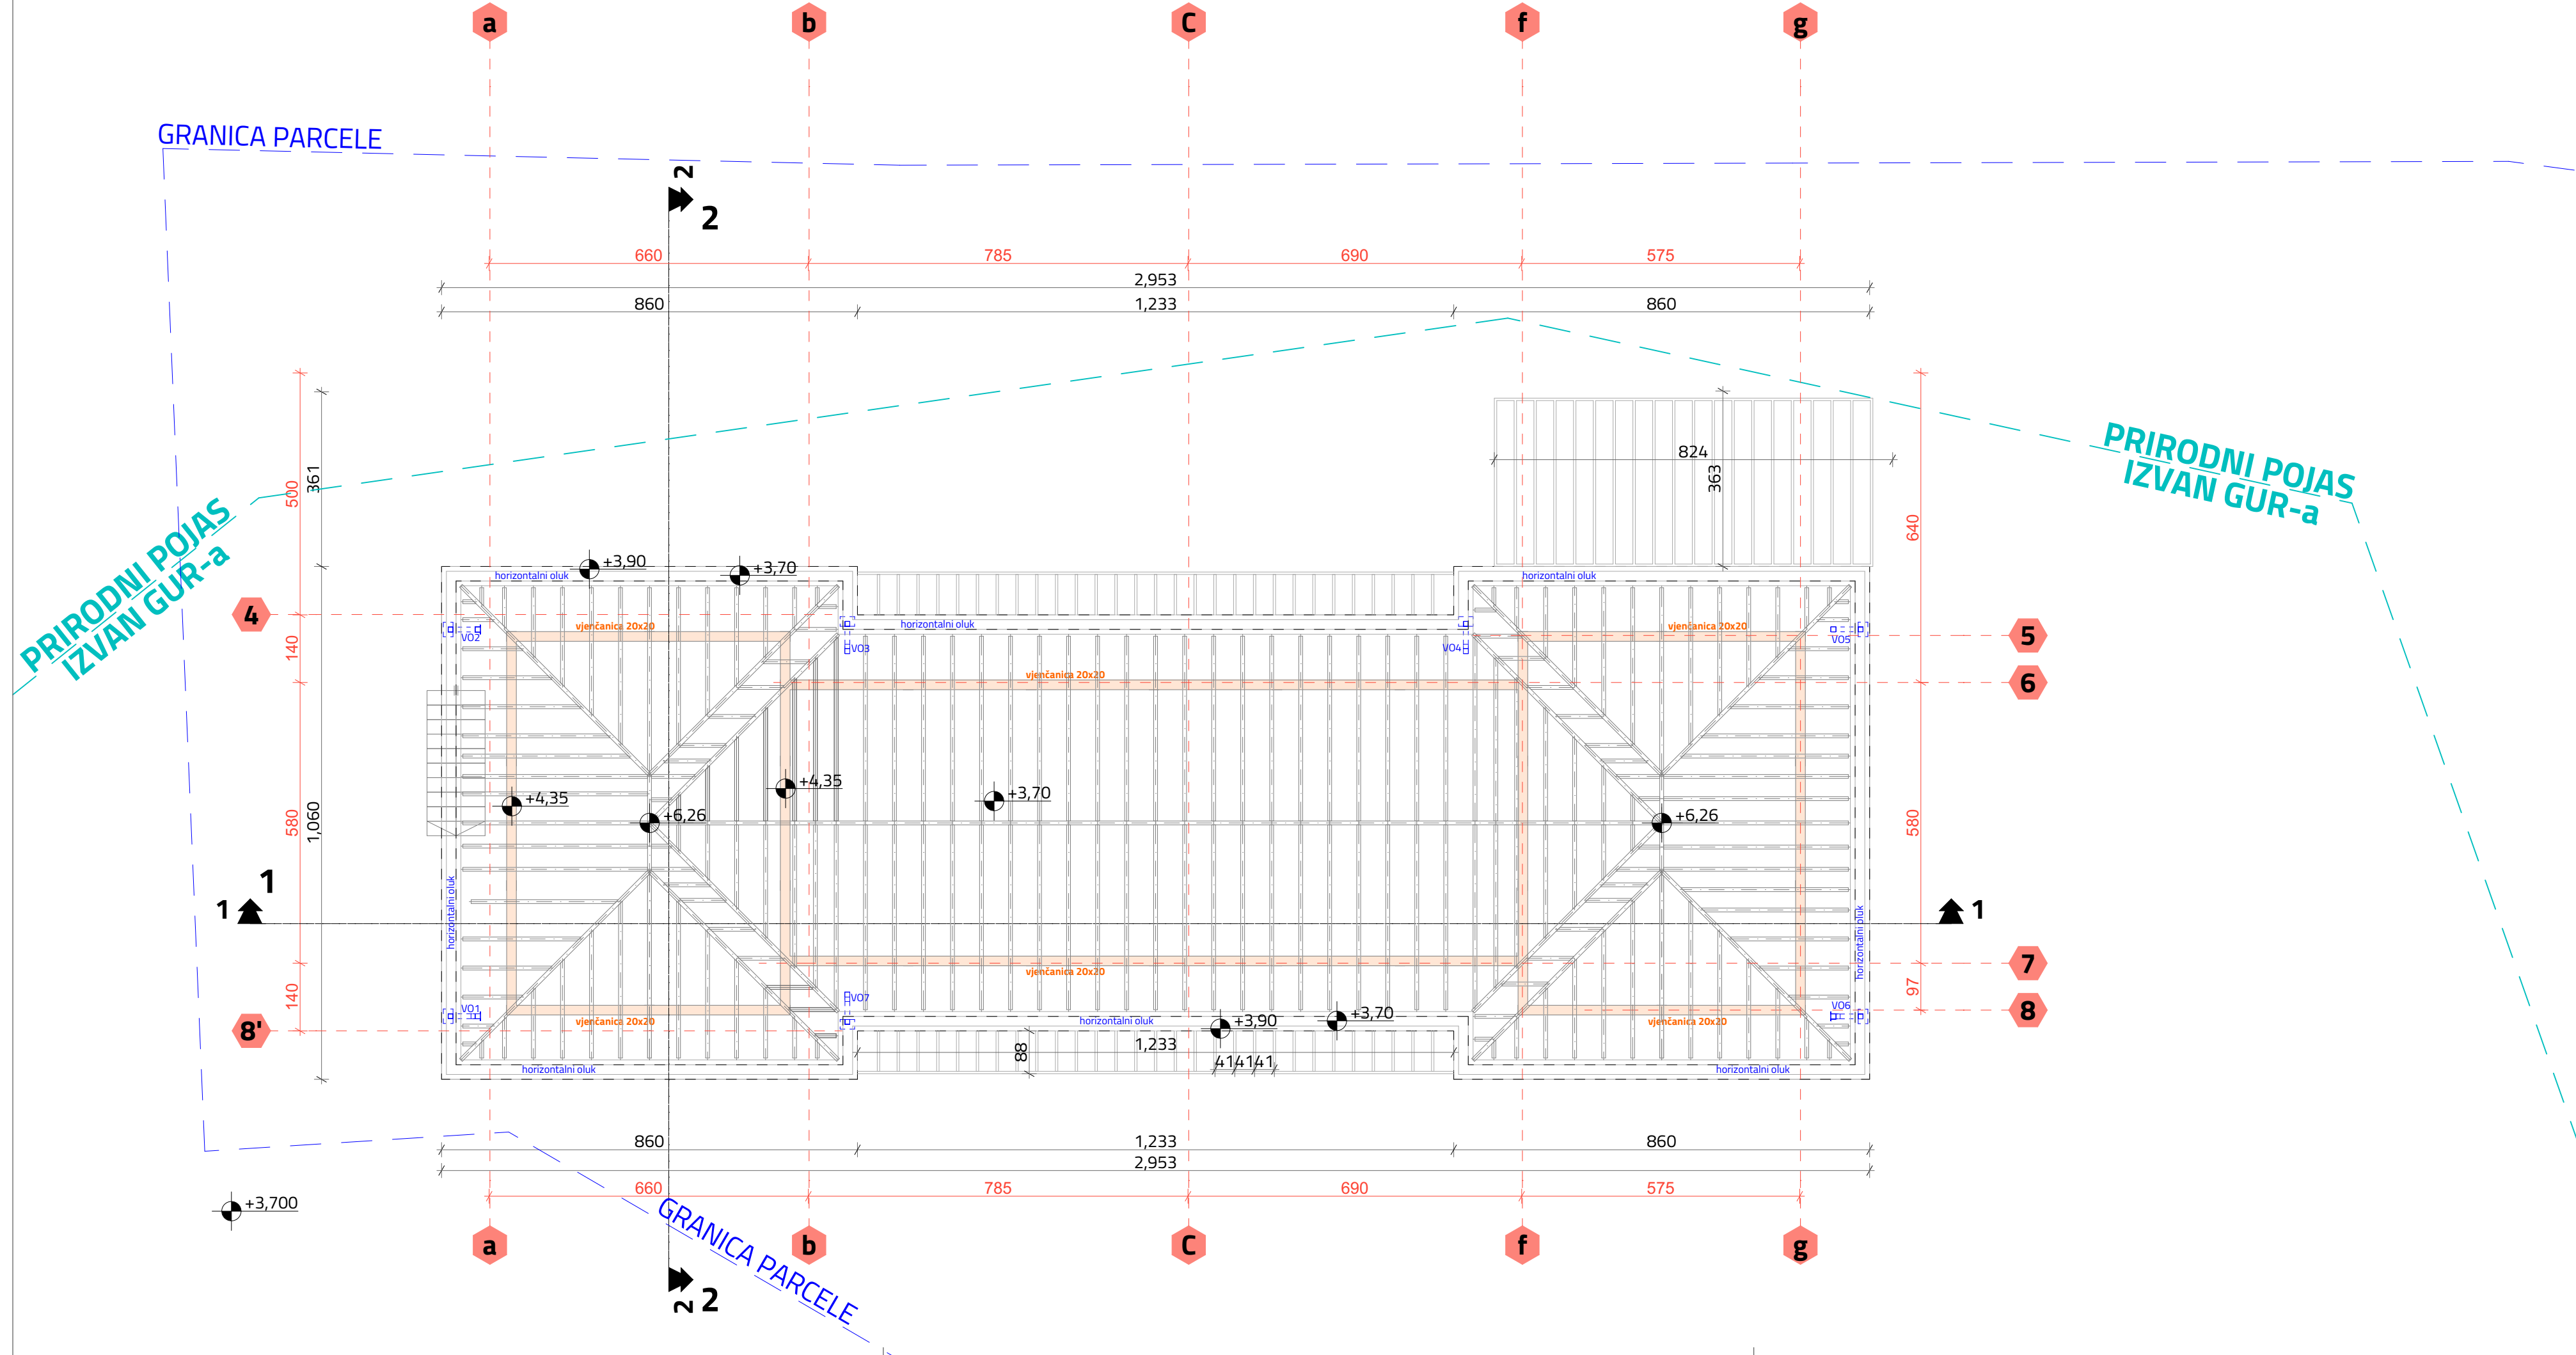 a b C f g
GRANICA PARCELE
2
2
660 785 690 575
2,953
860 1,233 860
PRIRODNI POJAS
IZVAN GUR-a
PRIRODNI POJAS
IZVAN GUR-a
361
500
824
363
640
+3,90
+3,70
horizontalni oluk
horizontalni oluk
4
140
VO2
vjenčanica 20x20
horizontalni oluk
vjenčanica 20x20
VO5
5
VO3
VO4
vjenčanica 20x20
6
+4,35
+4,35
+3,70
+6,26
+6,26
580
1,060
580
1
1
horizontalni oluk
horizontalni oluk
1
vjenčanica 20x20
7
140
VO7
97
VO1
VO6
8
8'
vjenčanica 20x20
horizontalni oluk
+3,90
+3,70
vjenčanica 20x20
88
1,233
414141
horizontalni oluk
horizontalni oluk
860 1,233 860
2,953
660 785 690 575
+3,700
GRANICA PARCELE
a b C f g
2
2